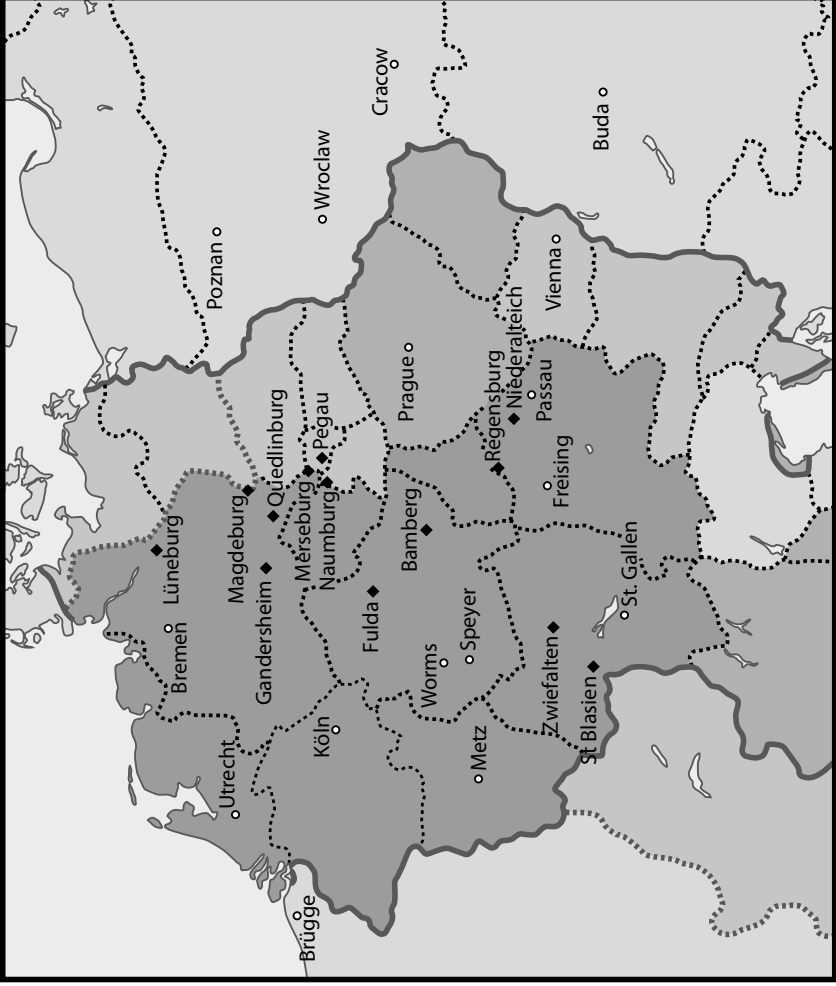 Cracow
Buda
Wroclaw
Poznan
Vienna
Niederalteich
Prague
Regensburg
Passau
Quedlinburg
Pegau
Freising
Magdeburg
Merseburg
Naumburg
Bamberg
Lüneburg
St. Gallen
Gandersheim
Fulda
Speyer
Bremen
Worms
Zwiefalten
St Blasien
Köln
Metz
Utrecht
Brügge